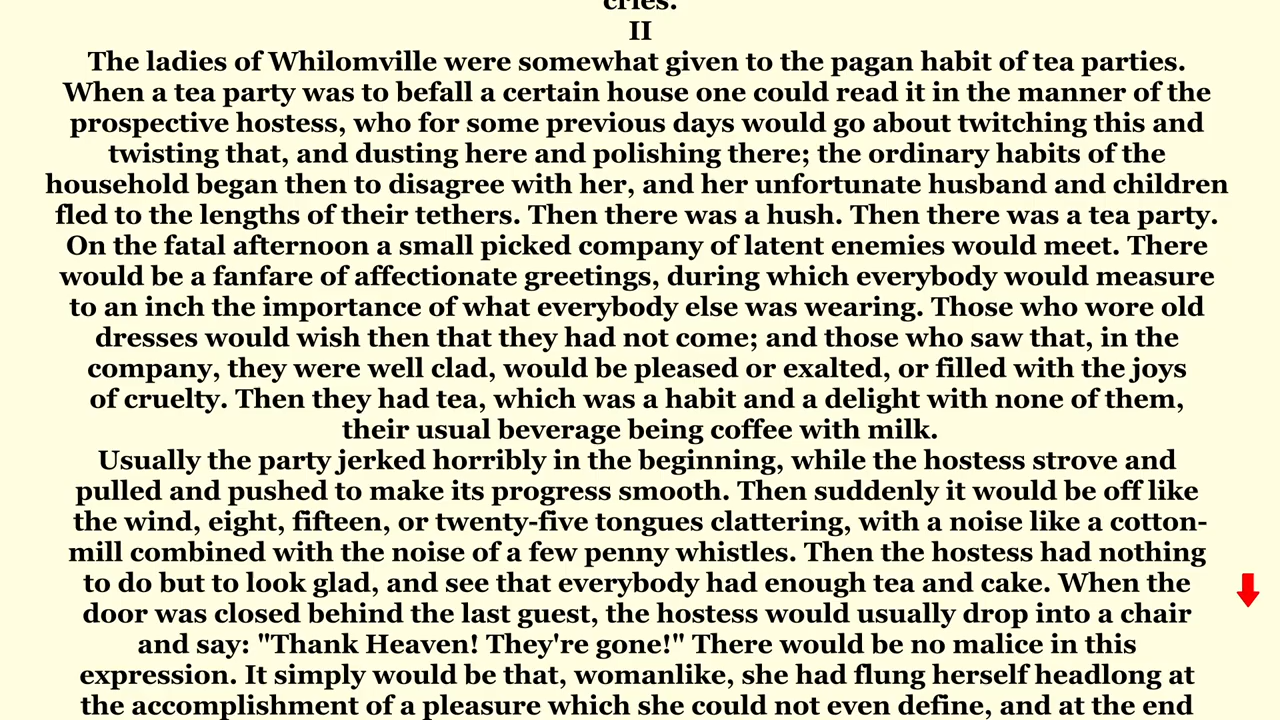 cries.
II
The ladies of Whilomville were somewhat given to the pagan habit of tea parties.
When a tea party was to befall a certain house one could read it in the manner of the
prospective hostess, who for some previous days would go about twitching this and
twisting that, and dusting here and polishing there; the ordinary habits of the
household began then to disagree with her, and her unfortunate husband and children
fled to the lengths of their tethers. Then there was a hush. Then there was a tea party.
On the fatal afternoon a small picked company of latent enemies would meet. There
would be a fanfare of affectionate greetings, during which everybody would measure
to an inch the importance of what everybody else was wearing. Those who wore old
dresses would wish then that they had not come; and those who saw that, in the
company, they were well clad, would be pleased or exalted, or filled with the joys
of cruelty. Then they had tea, which was a habit and a delight with none of them,
their usual beverage being coffee with milk.
Usually the party jerked horribly in the beginning, while the hostess strove and
pulled and pushed to make its progress smooth. Then suddenly it would be off like
the wind, eight, fifteen, or twenty-five tongues clattering, with a noise like a cotton-
mill combined with the noise of a few penny whistles. Then the hostess had nothing
to do but to look glad, and see that everybody had enough tea and cake. When the
door was closed behind the last guest, the hostess would usually drop into a chair
and say: "Thank Heaven! They're gone!" There would be no malice in this
expression. It simply would be that, womanlike, she had flung herself headlong at
the accomplishment of a pleasure which she could not even define, and at the end